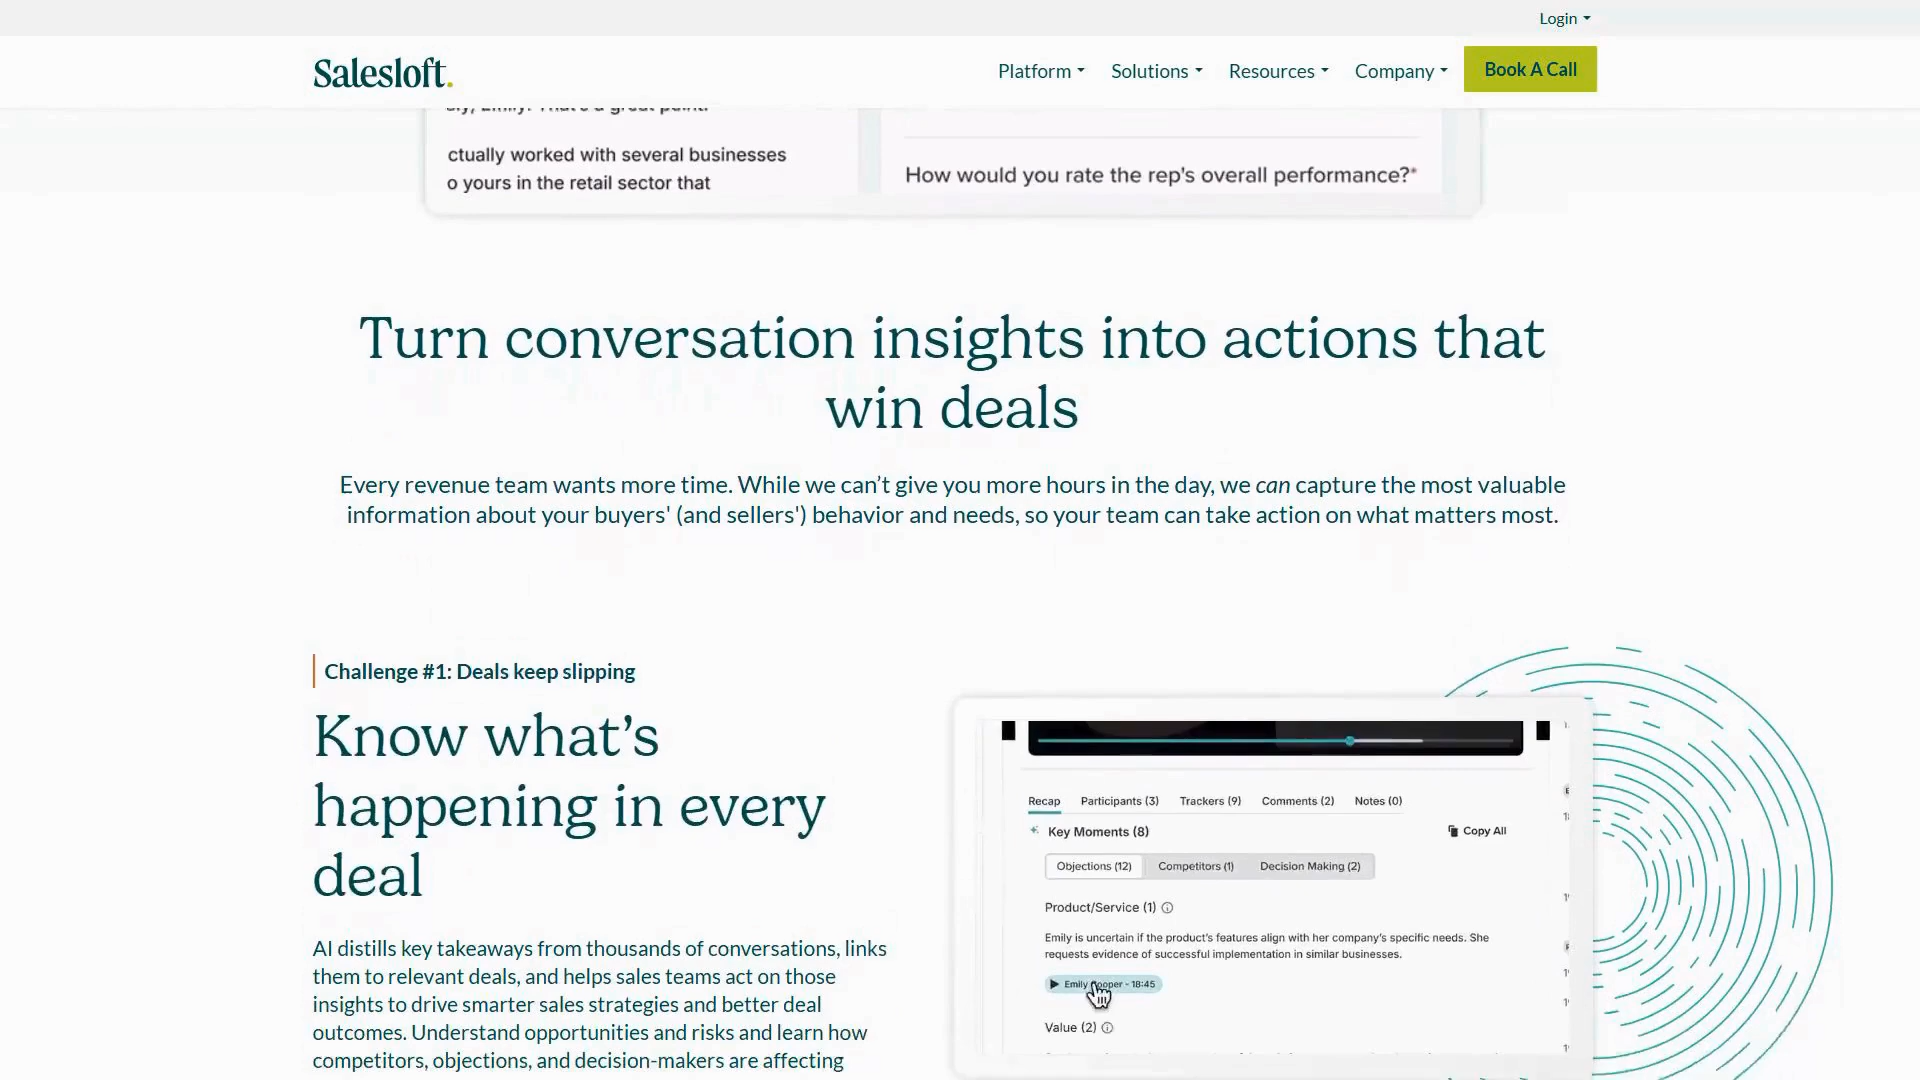 Login
Salesloft.
Platform
Solutions
Resources
Company
Book A Call
ctually worked with several businesses
o yours in the retail sector that
How would you rate the rep's overall performance?*
Turn conversation insights into actions that
win deals
Every revenue team wants more time. While we can’t give you more hours in the day, we can capture the most valuable
information about your buyers' (and sellers') behavior and needs, so your team can take action on what matters most.
Challenge #1: Deals keep slipping
Know what’s
happening in every
deal
AI distills key takeaways from thousands of conversations, links
them to relevant deals, and helps sales teams act on those
insights to drive smarter sales strategies and better deal
outcomes. Understand opportunities and risks and learn how
competitors, objections, and decision-makers are affecting
Recap Participants (3) Trackers (9) Comments (2) Notes (0)
Key Moments (8)
Copy All
Objections (12) Competitors (1) Decision Making (2)
Product/Service (1)
Emily is uncertain if the product’s features align with her company’s specific needs. She
requests evidence of successful implementation in similar businesses.
Emily Cooper - 18:45
Value (2)